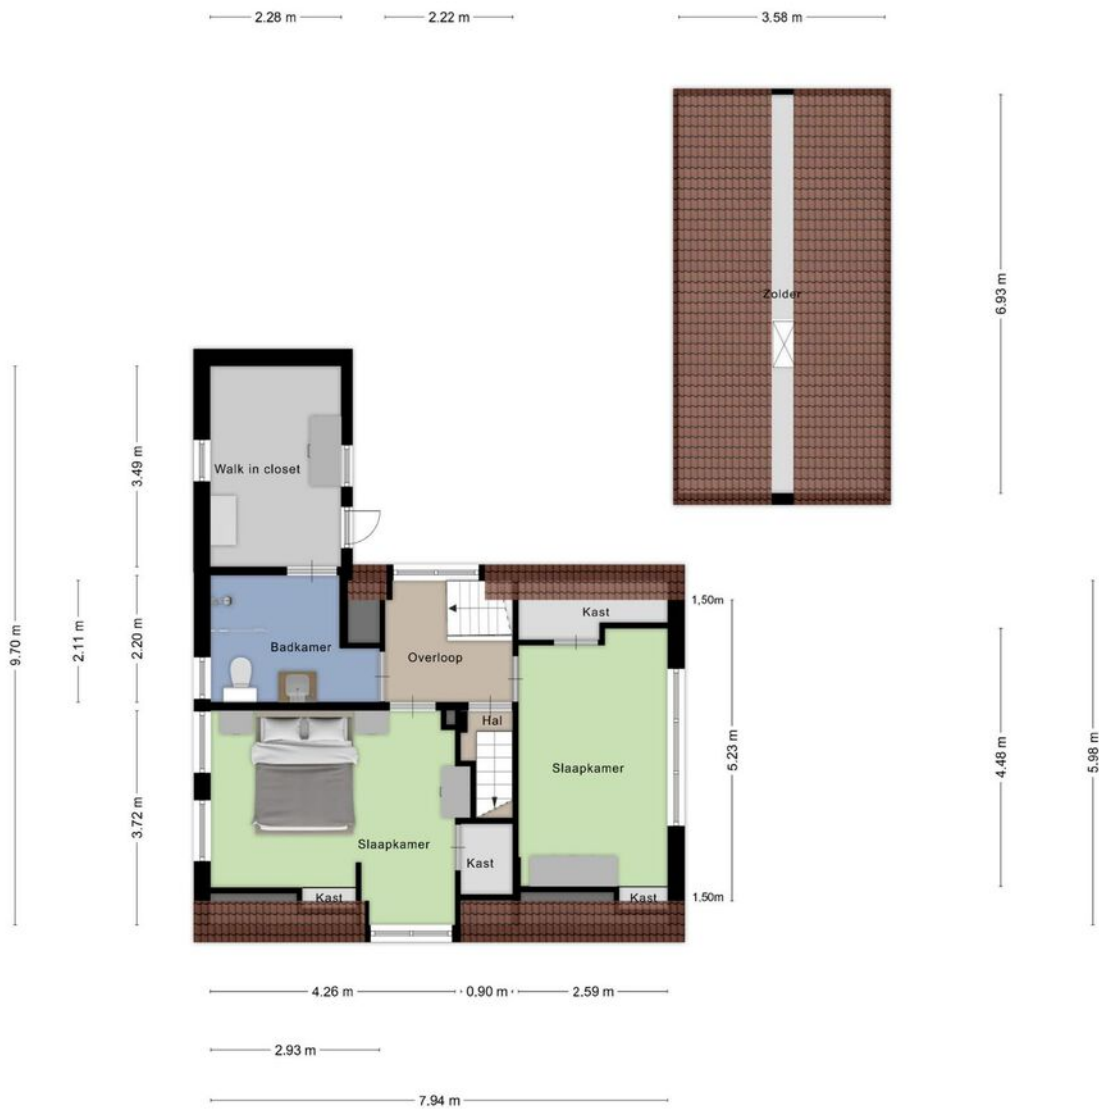 2.28 m
2.22 m
3.58 m
Zolder
6.93 m
Walk in closet
3.49 m
9.70 m
2.11 m
2.20 m
Badkamer
Overloop
Kast
1,50m
Hal
Slaapkamer
5.23 m
4.48 m
5.98 m
3.72 m
Slaapkamer
Kast
Kast
Kast
1,50m
4.26 m
0.90 m
2.59 m
2.93 m
7.94 m